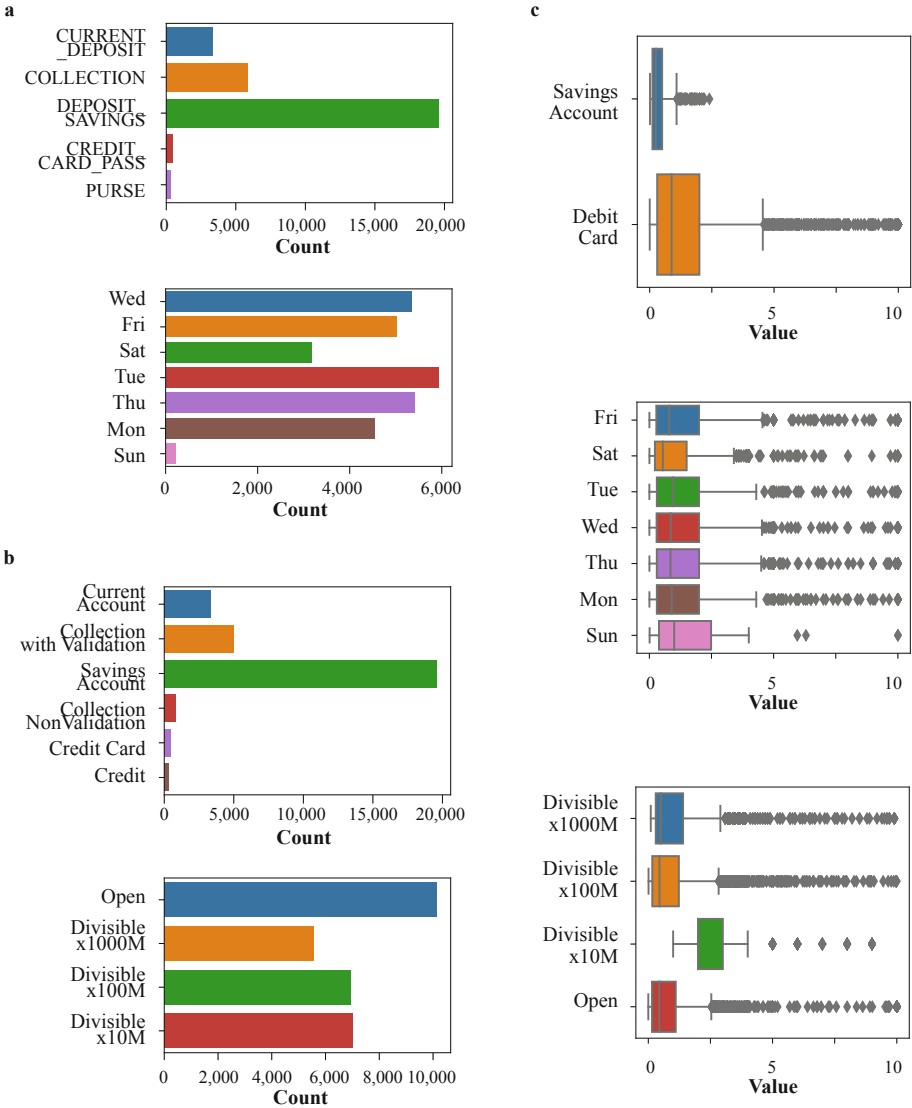 a
CURRENT
_DEPOSIT
COLLECTION
DEPOSIT_
SAVINGS
CREDIT_
CARD_PASS
PURSE
0 5,000 10,000 15,000 20,000
Count
Wed
Fri
Sat
Tue
Thu
Mon
Sun
0 2,000 4,000 6,000
Count
b
Current
Account
Collection
with Validation
Savings
Account
Collection
NonValidation
Credit Card
Credit
0 5,000 10,000 15,000 20,000
Count
Open
Divisible
x1000M
Divisible
x100M
Divisible
x10M
0 2,000 4,000 6,000 8,000 10,000
Count
c
Savings
Account
Debit
Card
0 5 10
Value
Fri
Sat
Tue
Wed
Thu
Mon
Sun
0 5 10
Value
Divisible
x1000M
Divisible
x100M
Divisible
x10M
Open
0 5 10
Value